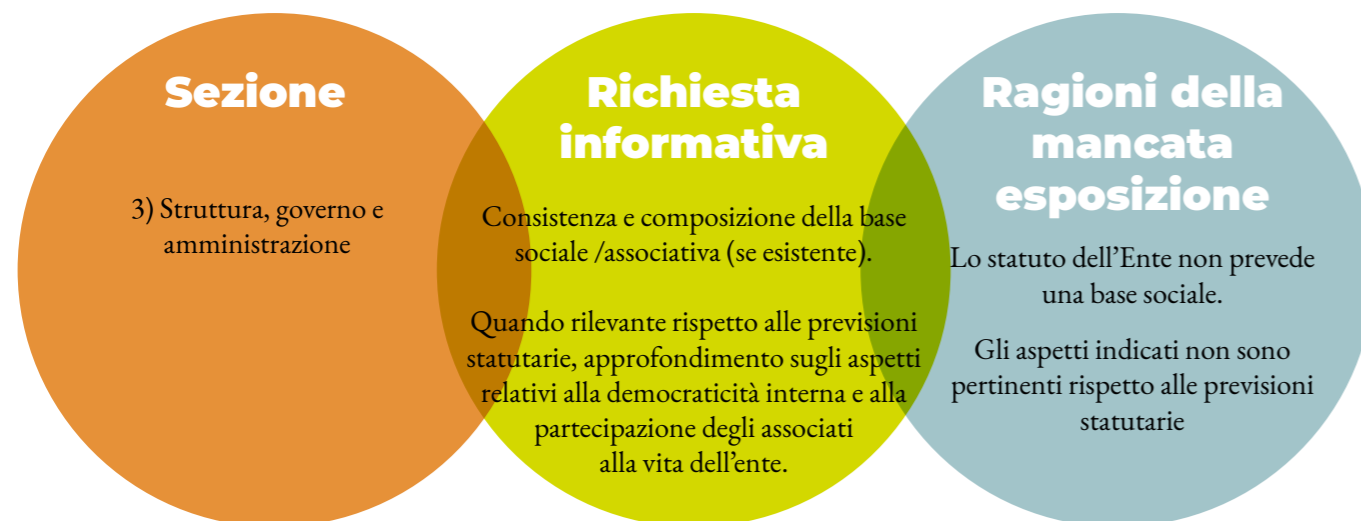 Sezione
3) Struttura, governo e
amministrazione
Richiesta
informativa
Consistenza e composizione della base
sociale /associativa (se esistente).
Quando rilevante rispetto alle previsioni
statutarie, approfondimento sugli aspetti
relativi alla democraticità interna e alla
partecipazione degli associati
alla vita dell’ente.
Ragioni della
mancata
esposizione
Lo statuto dell’Ente non prevede
una base sociale.
Gli aspetti indicati non sono
pertinenti rispetto alle previsioni
statutarie